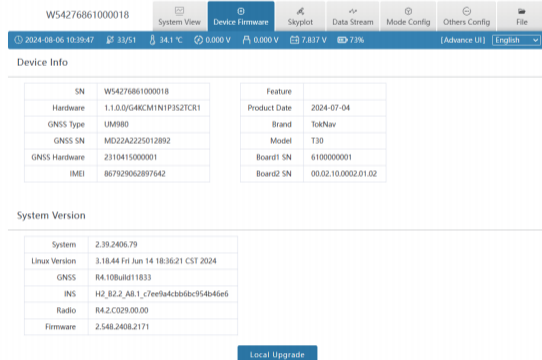 W54276861000018
System View
Device Firmware
Skyplot
Data Stream
Mode Config
Others Config
File
2024-08-06 10:39:47 33/51 34.1 ℃ 0.000 V 0.000 V 7.837 V 73% [Advance UI] English
Device Info
SN W54276861000018
Hardware 1.1.0.0/G4KCM1N1P3S2TCR1
GNSS Type UM980
GNSS SN MD22A2225012892
GNSS Hardware 2310415000001
IMEI 867929062897642
Feature
Product Date 2024-07-04
Brand TokNav
Model T30
Board1 SN 6100000001
Board2 SN 00.02.10.0002.01.02
System Version
System 2.39.2406.79
Linux Version 3.18.44 Fri Jun 14 18:36:21 CST 2024
GNSS R4.10Build11833
INS H2_B2.2_A8.1_c7ee9a4cbb6bc954b46e6
Radio R4.2.C029.00.00
Firmware 2.548.2408.2171
Local Upgrade